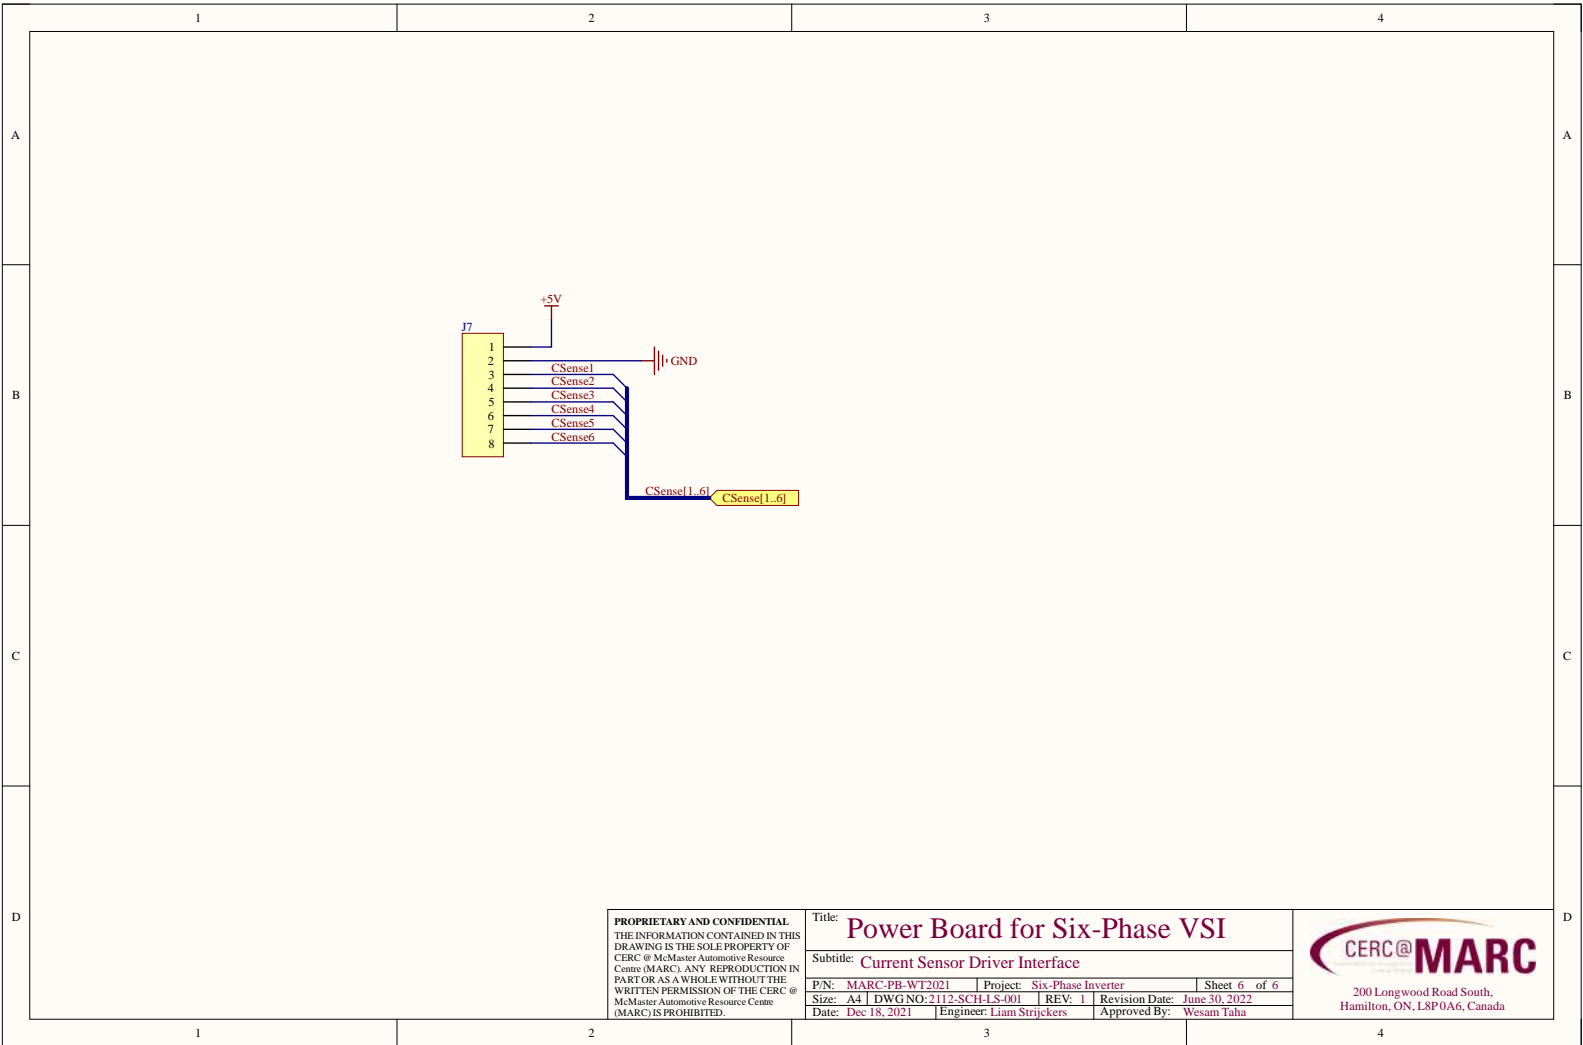 1 2 3 4
A A
+5V
J7
1
2 GND
3 CSense1
4 CSense2
B B
5 CSense3
6 CSense4
7 CSense5
8 CSense6
CSense[1..6] CSense[1..6]
C C
D D
PROPRIETARY AND CONFIDENTIAL
THE INFORMATION CONTAINED IN THIS
DRAWING IS THE SOLE PROPERTY OF
CERC @ McMaster Automotive Resource
Centre (MARC). ANY REPRODUCTION IN
PART OR AS A WHOLE WITHOUT THE
WRITTEN PERMISSION OF THE CERC @
McMaster Automotive Resource Centre
(MARC) IS PROHIBITED.
Title: Power Board for Six-Phase VSI
Subtitle: Current Sensor Driver Interface
P/N: MARC-PB-WT2021 Project: Six-Phase Inverter Sheet 6 of 6
Size: A4 DWG NO: 2112-SCH-LS-001 REV: 1 Revision Date: June 30, 2022
Date: Dec 18, 2021 Engineer: Liam Strijckers Approved By: Wesam Taha
CERC@MARC
200 Longwood Road South,
Hamilton, ON, L8P 0A6, Canada
1 2 3 4